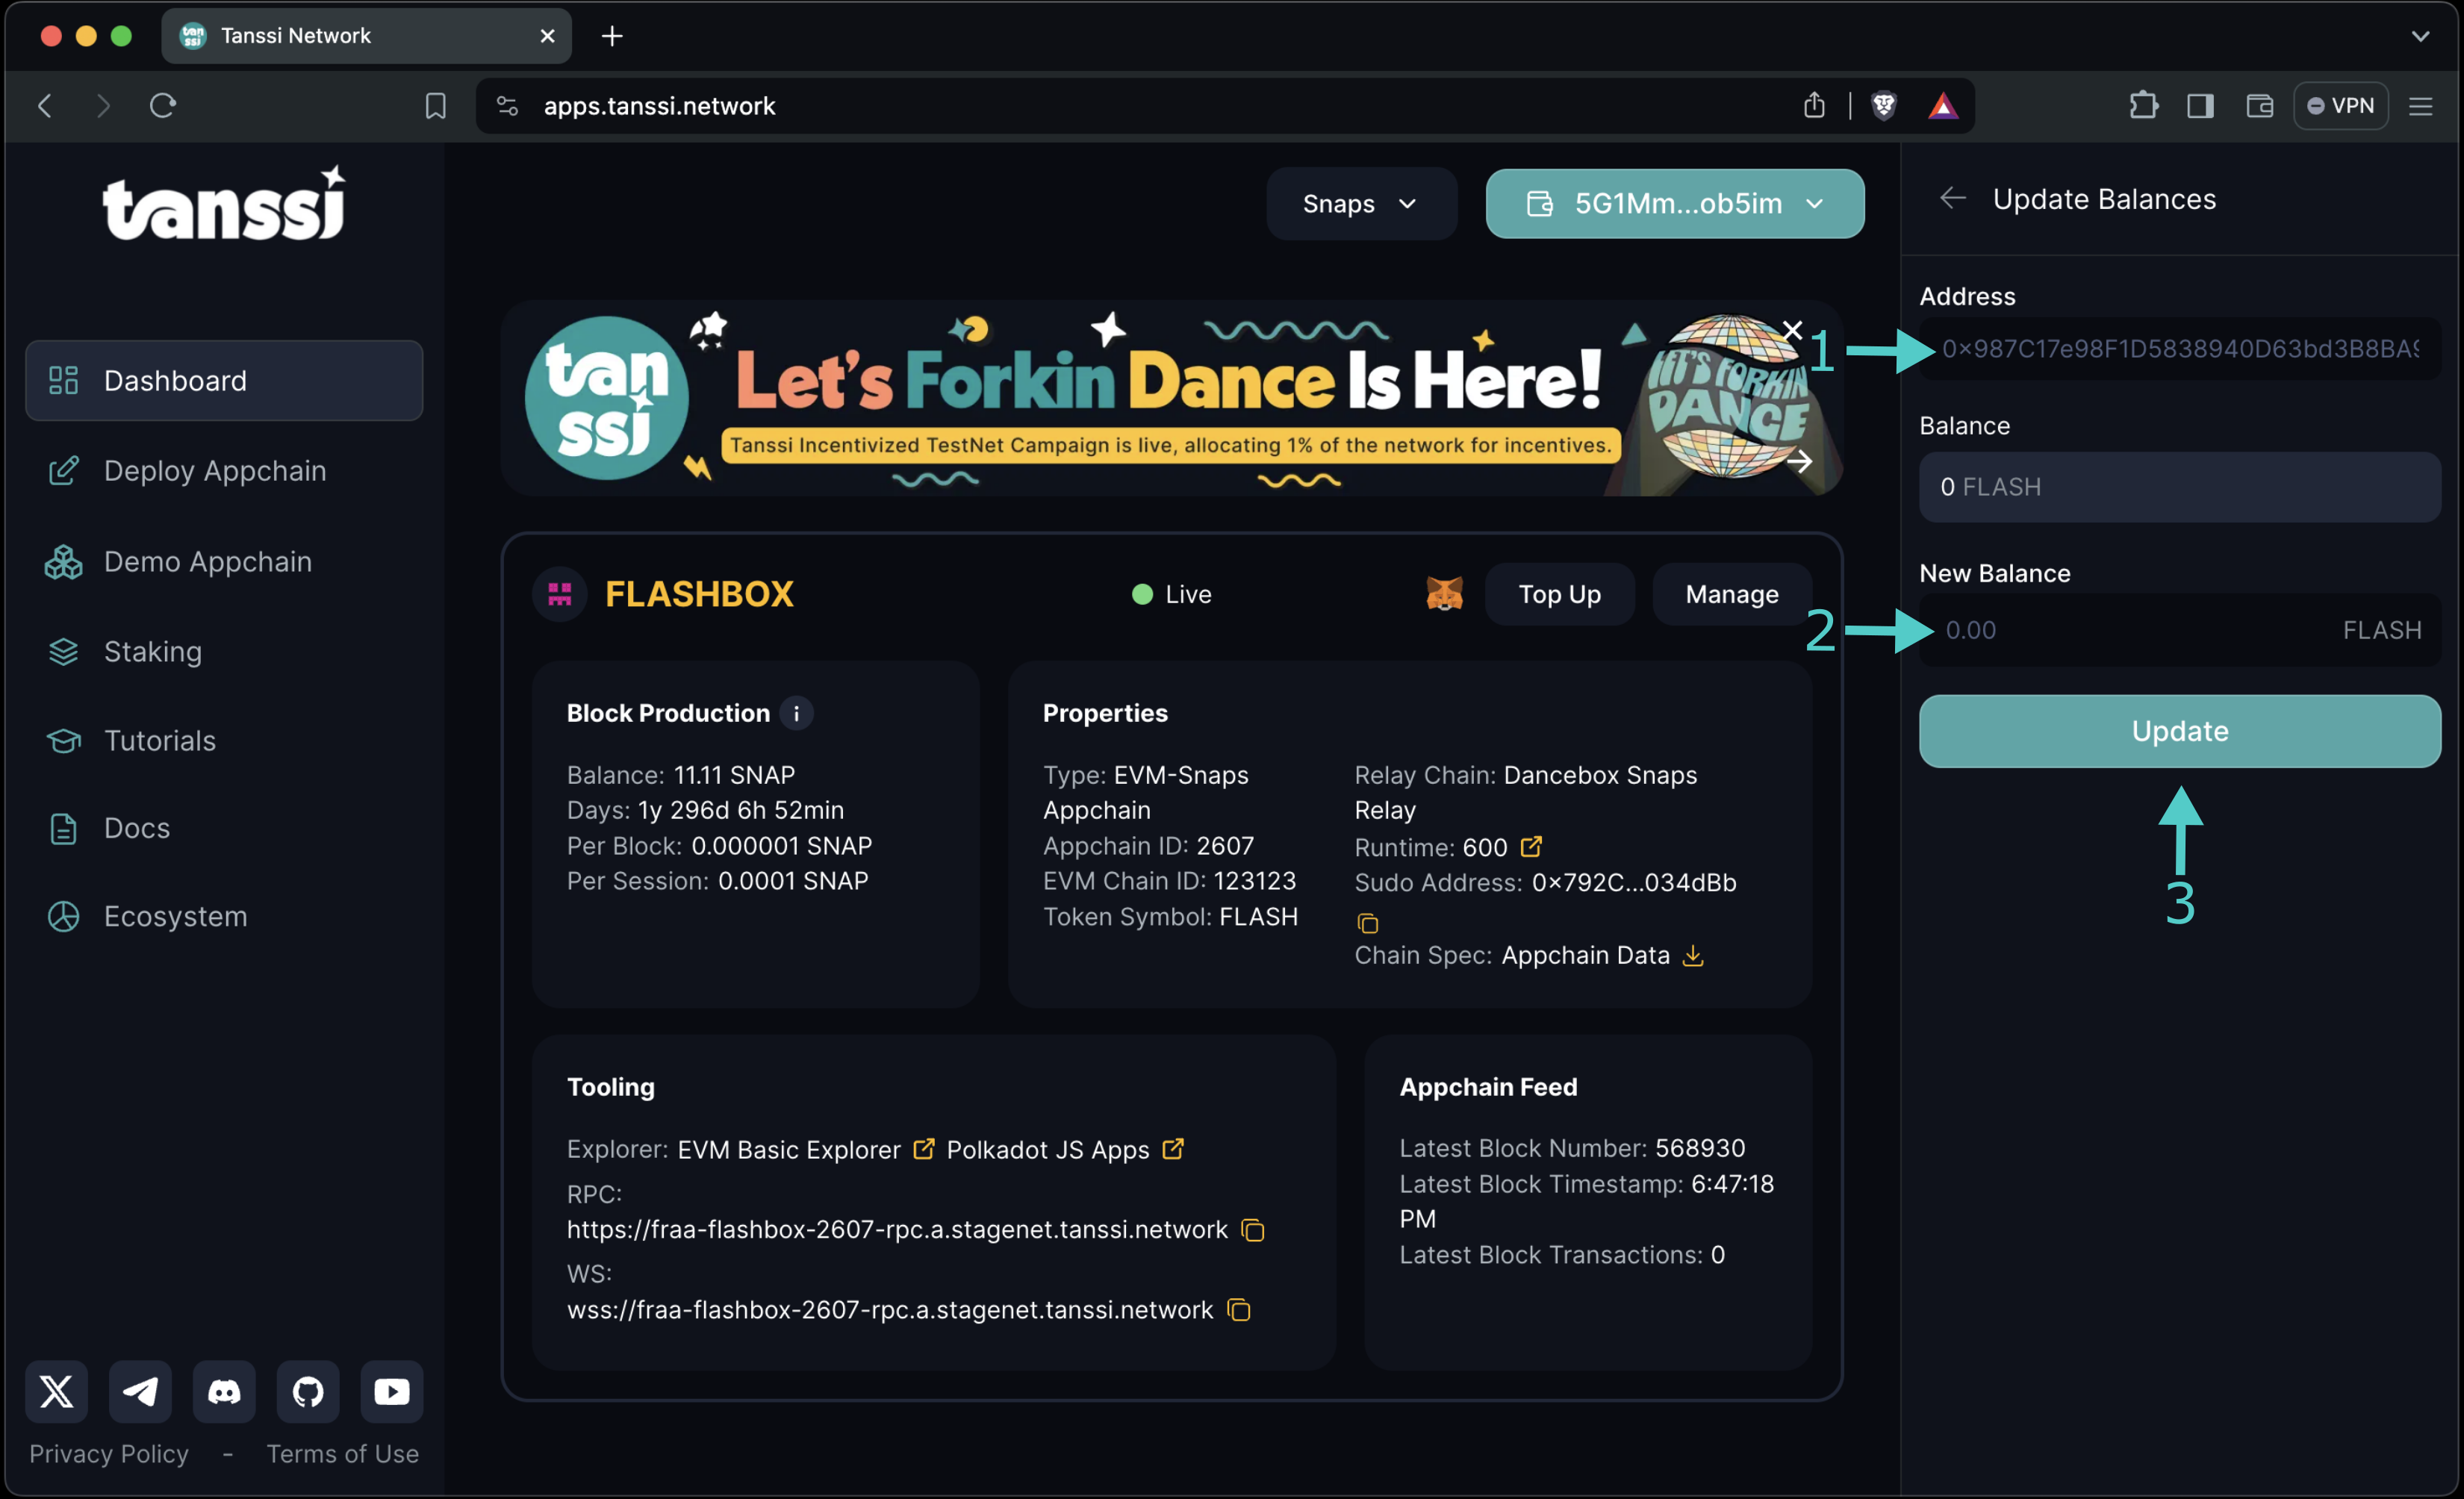 tan
ssi
Tanssi Network
apps.tanssi.network
VPN
tanssi
Dashboard
Deploy Appchain
Demo Appchain
Staking
Tutorials
Docs
Ecosystem
Privacy Policy - Terms of Use
Snaps
5G1Mm...ob5im
tan
ssi
Let's Forkin Dance Is Here!
Tanssi Incentivized TestNet Campaign is live, allocating 1% of the network for incentives.
LET'S FORKIN
DANCE
FLASHBOX
Live
Top Up
Manage
Block Production
Balance: 11.11 SNAP
Days: 1y 296d 6h 52min
Per Block: 0.000001 SNAP
Per Session: 0.0001 SNAP
Properties
Type: EVM-Snaps
Appchain
Appchain ID: 2607
EVM Chain ID: 123123
Token Symbol: FLASH
Relay Chain: Dancebox Snaps
Relay
Runtime: 600
Sudo Address: 0x792C...034dBb
Chain Spec: Appchain Data
Tooling
Explorer: EVM Basic Explorer Polkadot JS Apps
RPC:
https://fraa-flashbox-2607-rpc.a.stagenet.tanssi.network
WS:
wss://fraa-flashbox-2607-rpc.a.stagenet.tanssi.network
Appchain Feed
Latest Block Number: 568930
Latest Block Timestamp: 6:47:18
PM
Latest Block Transactions: 0
Update Balances
Address
1
0x987C17e98F1D5838940D63bd3B8BA9
Balance
0 FLASH
New Balance
2
0.00 FLASH
Update
3